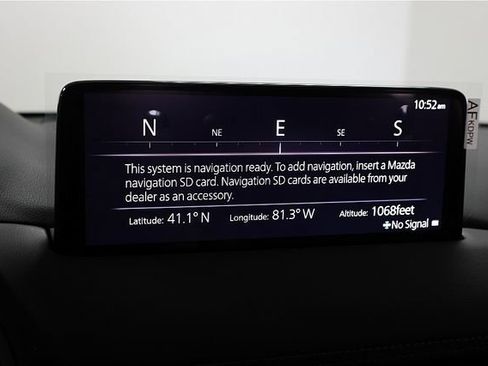 10:52am
N NE E SE S
This system is navigation ready. To add navigation, insert a Mazda
navigation SD card. Navigation SD cards are available from your
dealer as an accessory.
Latitude: 41.1° N Longitude: 81.3° W Altitude: 1068feet
No Signal